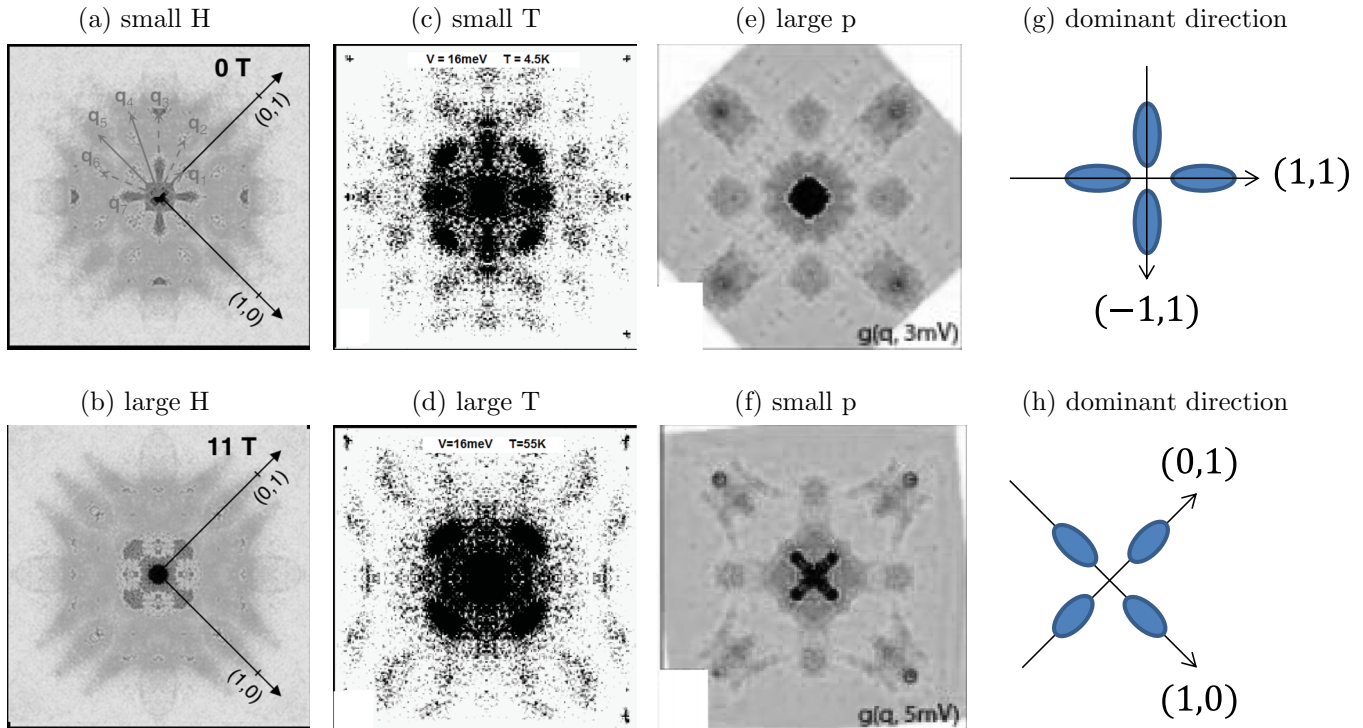 (a) small H
(c) small T
(e) large p
(g) dominant direction
0 T
q₄
q₃
q₂
q₅
q₆
q₁
q₇
(0,1)
(1,0)
V = 16meV T = 4.5K
g(q, 3mV)
(1,1)
(−1,1)
(b) large H
(d) large T
(f) small p
(h) dominant direction
11 T
(0,1)
(1,0)
V=16meV T=55K
g(q, 5mV)
(0,1)
(1,0)